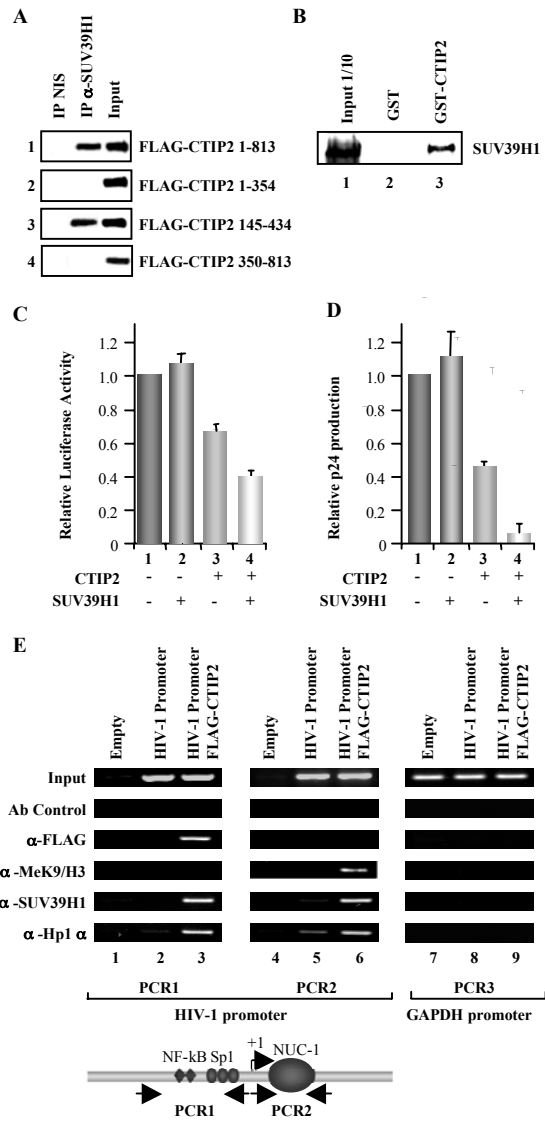 A
IP NIS
IP α-SUV39H1
Input
1 FLAG-CTIP2 1-813
2 FLAG-CTIP2 1-354
3 FLAG-CTIP2 145-434
4 FLAG-CTIP2 350-813
B
Input 1/10
GST
GST-CTIP2
SUV39H1
1 2 3
C
Relative Luciferase Activity
1.2
1.0
0.8
0.6
0.4
0.2
0
1 2 3 4
CTIP2 - - + +
SUV39H1 - + - +
D
Relative p24 production
1.2
1.0
0.8
0.6
0.4
0.2
0
1 2 3 4
CTIP2 - - + +
SUV39H1 - + - +
E
Empty
HIV-1 Promoter
HIV-1 Promoter
FLAG-CTIP2
Empty
HIV-1 Promoter
HIV-1 Promoter
FLAG-CTIP2
Empty
HIV-1 Promoter
HIV-1 Promoter
FLAG-CTIP2
Input
Ab Control
α-FLAG
α -MeK9/H3
α -SUV39H1
α -Hp1 α
1 2 3 4 5 6 7 8 9
PCR1 PCR2 PCR3
HIV-1 promoter GAPDH promoter
NF-kB Sp1 +1 NUC-1
PCR1 PCR2